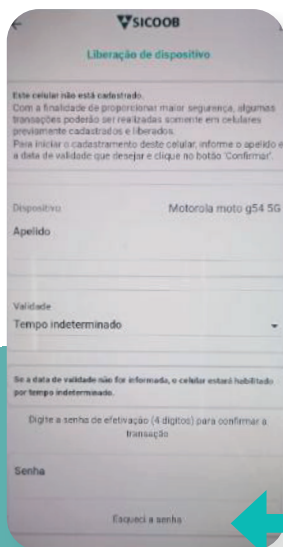 SICOOB
Liberação de dispositivo
Este celular não está cadastrado.
Com a finalidade de proporcionar maior segurança, algumas
transações poderão ser realizadas somente em celulares
previamente cadastrados e liberados.
Para iniciar o cadastramento deste celular, informe o apelido e
a data de validade que desejar e clique no botão 'Confirmar'.
Dispositivo Motorola moto g54 5G
Apelido
Validade
Tempo indeterminado
Se a data de validade não for informada, o celular estará habilitado
por tempo indeterminado.
Digite a senha de efetivação (4 dígitos) para confirmar a
transação
Senha
Esqueci a senha